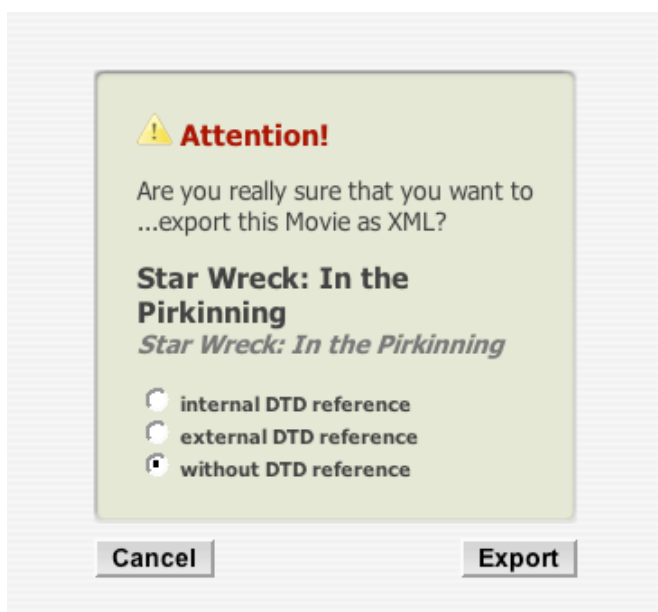 Attention!
Are you really sure that you want to
...export this Movie as XML?
Star Wreck: In the
Pirkinning
Star Wreck: In the Pirkinning
internal DTD reference
external DTD reference
without DTD reference
Cancel
Export